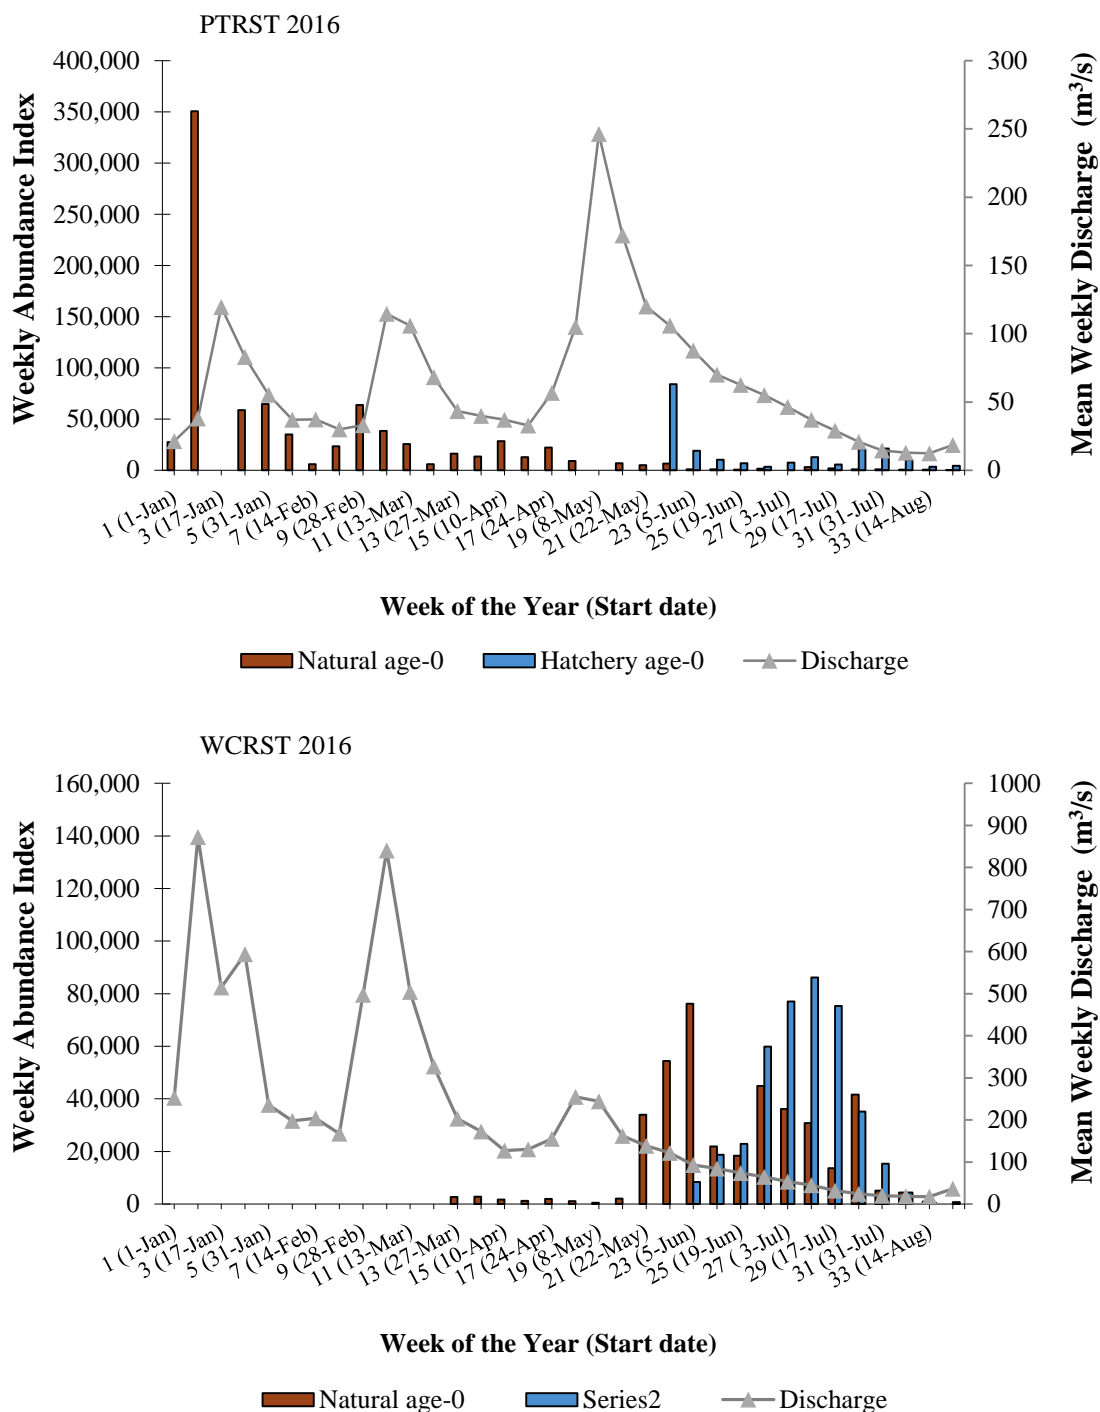 PTRST 2016
400,000
350,000
300,000
250,000
200,000
150,000
100,000
50,000
0
Weekly Abundance Index
300
250
200
150
100
50
0
Mean Weekly Discharge (m³/s)
1 (1-Jan)
3 (17-Jan)
5 (31-Jan)
7 (14-Feb)
9 (28-Feb)
11 (13-Mar)
13 (27-Mar)
15 (10-Apr)
17 (24-Apr)
19 (8-May)
21 (22-May)
23 (5-Jun)
25 (19-Jun)
27 (3-Jul)
29 (17-Jul)
31 (31-Jul)
33 (14-Aug)
Week of the Year (Start date)
Natural age-0 Hatchery age-0 Discharge
WCRST 2016
160,000
140,000
120,000
100,000
80,000
60,000
40,000
20,000
0
Weekly Abundance Index
1000
900
800
700
600
500
400
300
200
100
0
Mean Weekly Discharge (m³/s)
1 (1-Jan)
3 (17-Jan)
5 (31-Jan)
7 (14-Feb)
9 (28-Feb)
11 (13-Mar)
13 (27-Mar)
15 (10-Apr)
17 (24-Apr)
19 (8-May)
21 (22-May)
23 (5-Jun)
25 (19-Jun)
27 (3-Jul)
29 (17-Jul)
31 (31-Jul)
33 (14-Aug)
Week of the Year (Start date)
Natural age-0 Series2 Discharge